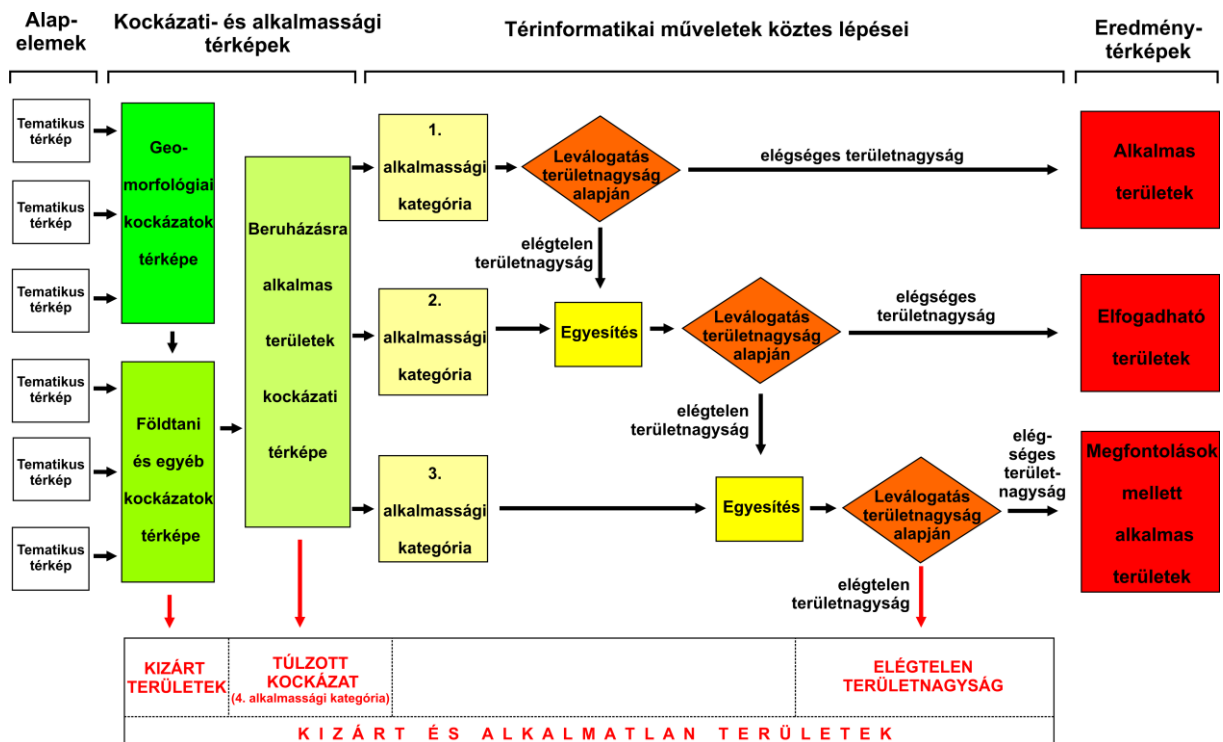 Alap-
elemek
Kockázati- és alkalmassági
térképek
Térinformatikai műveletek köztes lépései
Eredmény-
térképek
Tematikus
térkép
Tematikus
térkép
Tematikus
térkép
Tematikus
térkép
Tematikus
térkép
Tematikus
térkép
Geo-
morfológiai
kockázatok
térképe
Földtani
és egyéb
kockázatok
térképe
Beruházásra
alkalmas
területek
kockázati
térképe
1.
alkalmassági
kategória
Leválogatás
területnagyság
alapján
elégséges területnagyság
Alkalmas
területek
elégtelen
területnagyság
2.
alkalmassági
kategória
Egyesítés
Leválogatás
területnagyság
alapján
elégséges
területnagyság
Elfogadható
területek
elégtelen
területnagyság
3.
alkalmassági
kategória
Egyesítés
Leválogatás
területnagyság
alapján
elég-
séges
terület-
nagyság
Megfontolások
mellett
alkalmas
területek
elégtelen
területnagyság
KIZÁRT
TERÜLETEK
TÚLZOTT
KOCKÁZAT
(4. alkalmassági kategória)
ELÉGTELEN
TERÜLETNAGYSÁG
KIZÁRT ÉS ALKALMATLAN TERÜLETEK